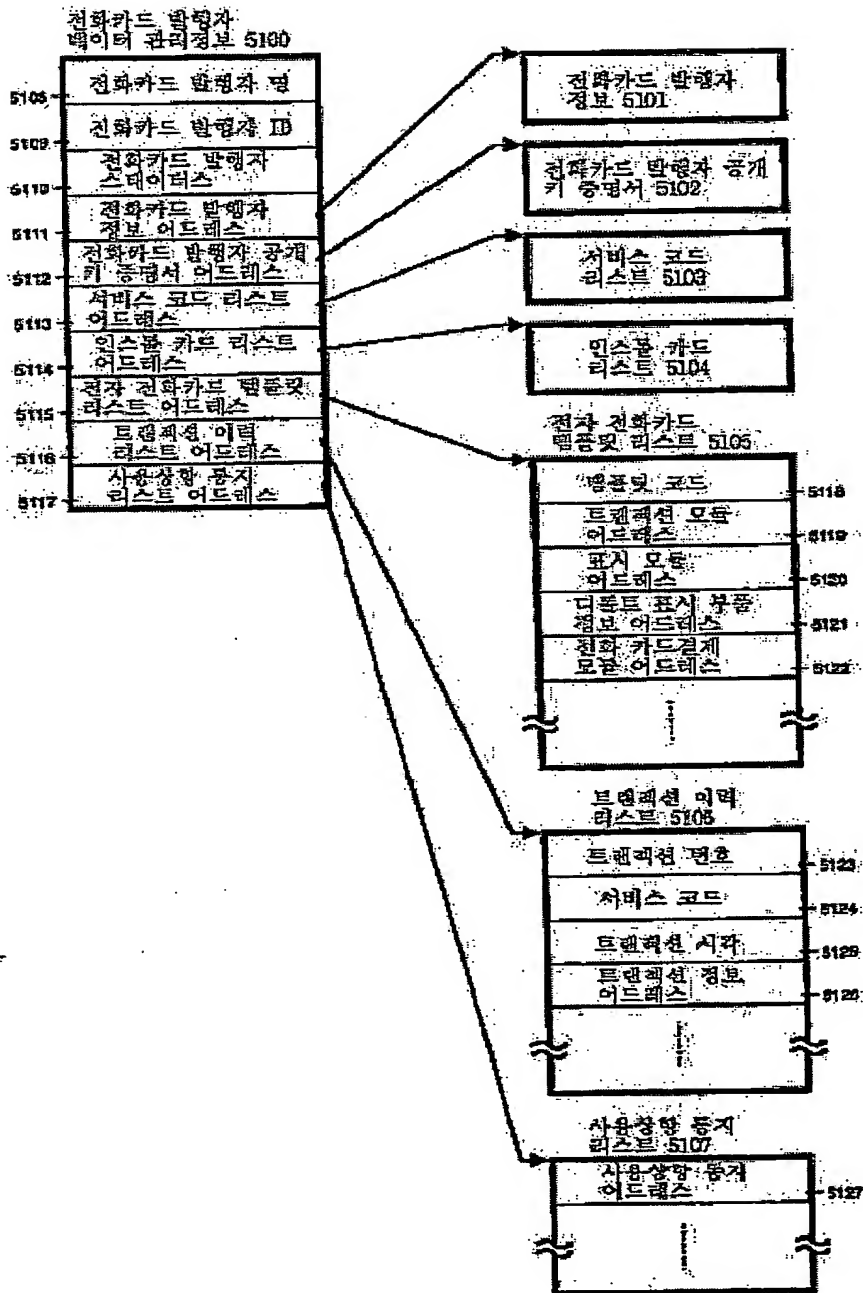 전화카드 발행자
데이터 관리정보 5100
5108
전화카드 발행자 명
5109
전화카드 발행자 ID
5110
전화카드 발행자
스테이터스
5111
전화카드 발행자
정보 어드레스
5112
전화카드 발행자 공개
키 증명서 어드레스
5113
서비스 코드 리스트
어드레스
5114
인스톨 카드 리스트
어드레스
5115
전자 전화카드 템플릿
리스트 어드레스
5116
트랜잭션 이력
리스트 어드레스
5117
사용상황 통지
리스트 어드레스
전화카드 발행자
정보 5101
전화카드 발행자 공개
키 증명서 5102
서비스 코드
리스트 5103
인스톨 카드
리스트 5104
전자 전화카드
템플릿 리스트 5105
템플릿 코드
5118
트랜잭션 모듈
어드레스
5119
표시 모듈
어드레스
5120
디폴트 표시 부품
정보 어드레스
5121
전화 카드결제
모듈 어드레스
5122
트랜잭션 이력
리스트 5106
트랜잭션 번호
5123
서비스 코드
5124
트랜잭션 시각
5125
트랜잭션 정보
어드레스
5126
사용상황 통지
리스트 5107
사용상황 통지
어드레스
5127